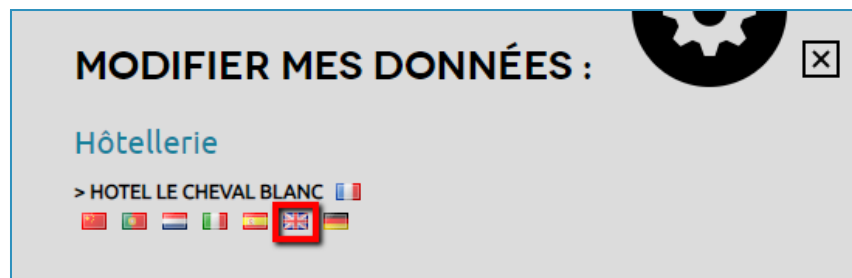 MODIFIER MES DONNÉES :
Hôtellerie
> HOTEL LE CHEVAL BLANC